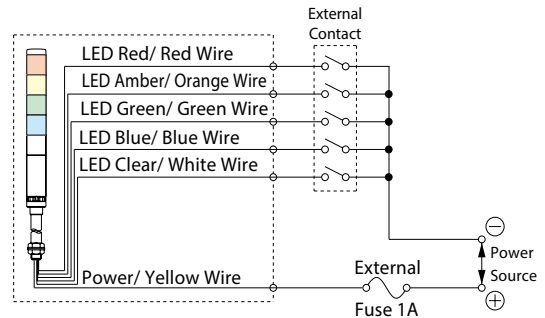 External
Contact
LED Red/ Red Wire
LED Amber/ Orange Wire
LED Green/ Green Wire
LED Blue/ Blue Wire
LED Clear/ White Wire
Power/ Yellow Wire
External
Fuse 1A
−
Power
Source
+